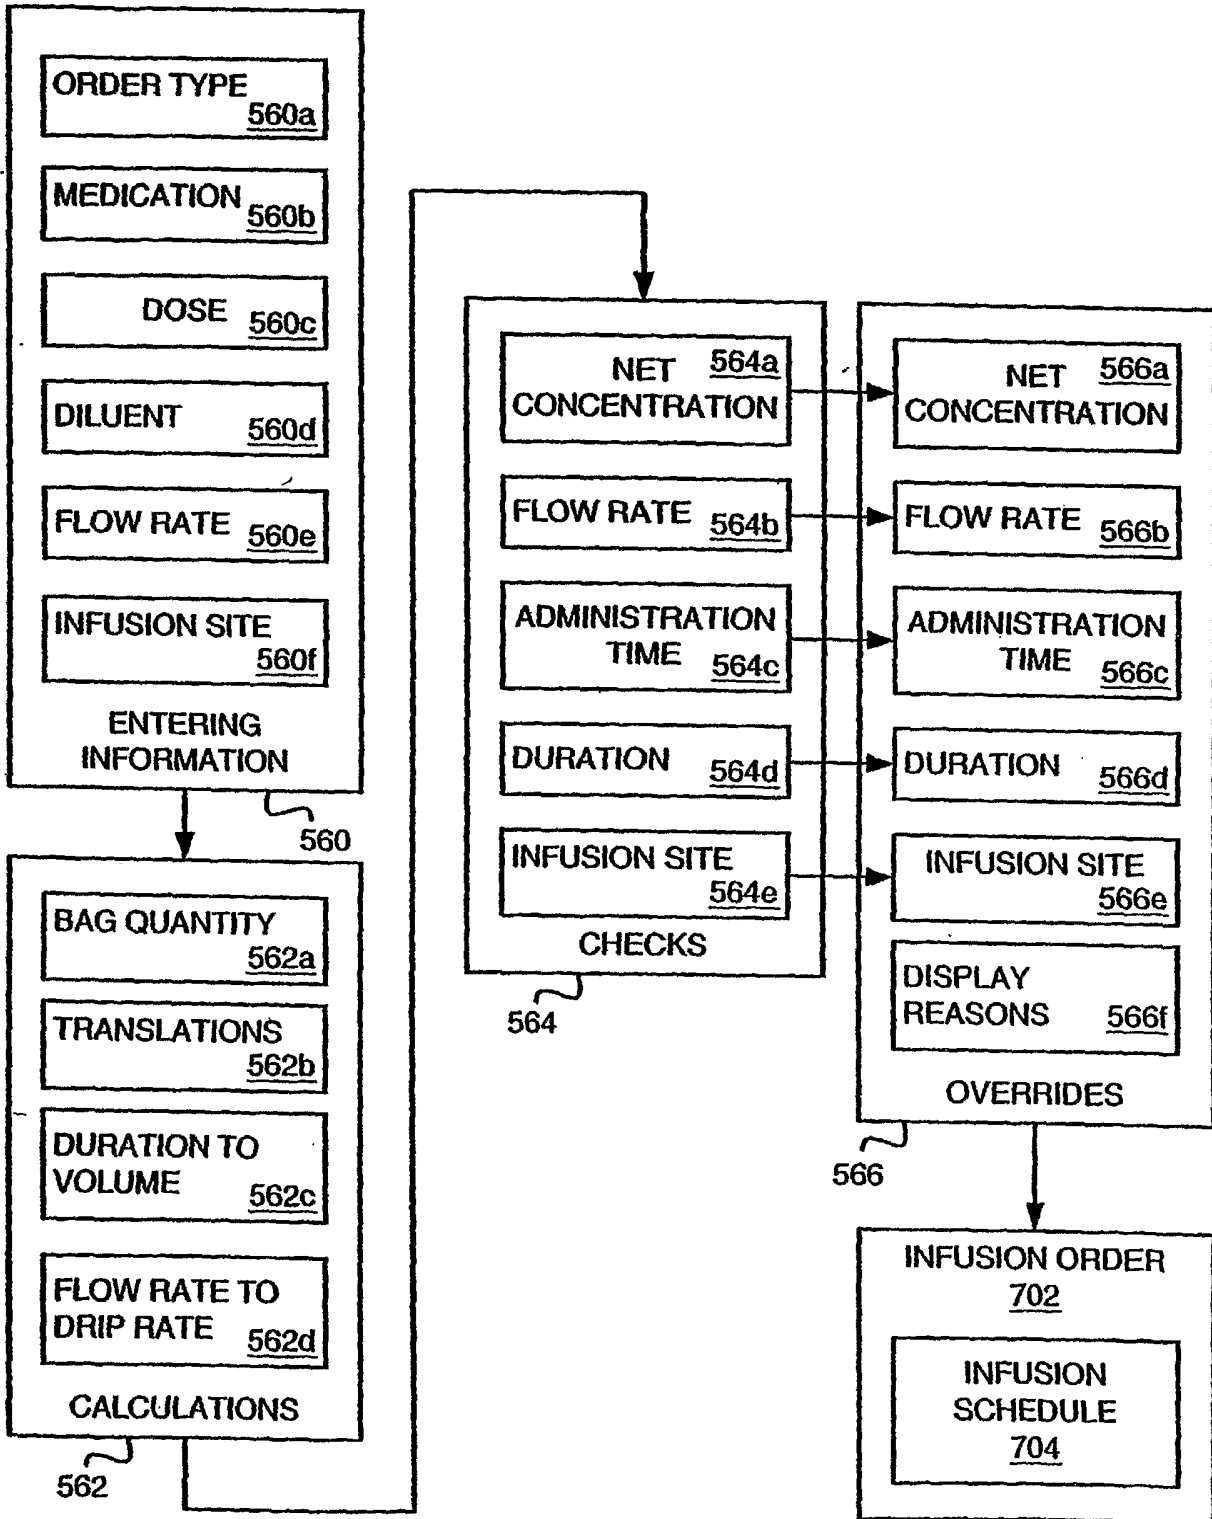 ORDER TYPE
560a
MEDICATION
560b
DOSE 560c
DILUENT
560d
FLOW RATE 560e
INFUSION SITE
560f
ENTERING
INFORMATION
560
BAG QUANTITY
562a
TRANSLATIONS
562b
DURATION TO
VOLUME 562c
FLOW RATE TO
DRIP RATE 562d
CALCULATIONS
562
NET 564a
CONCENTRATION
FLOW RATE 564b
ADMINISTRATION
TIME 564c
DURATION 564d
INFUSION SITE
564e
CHECKS
564
NET 566a
CONCENTRATION
FLOW RATE 566b
ADMINISTRATION
TIME 566c
DURATION 566d
INFUSION SITE
566e
DISPLAY
REASONS 566f
OVERRIDES
566
INFUSION ORDER
702
INFUSION
SCHEDULE
704